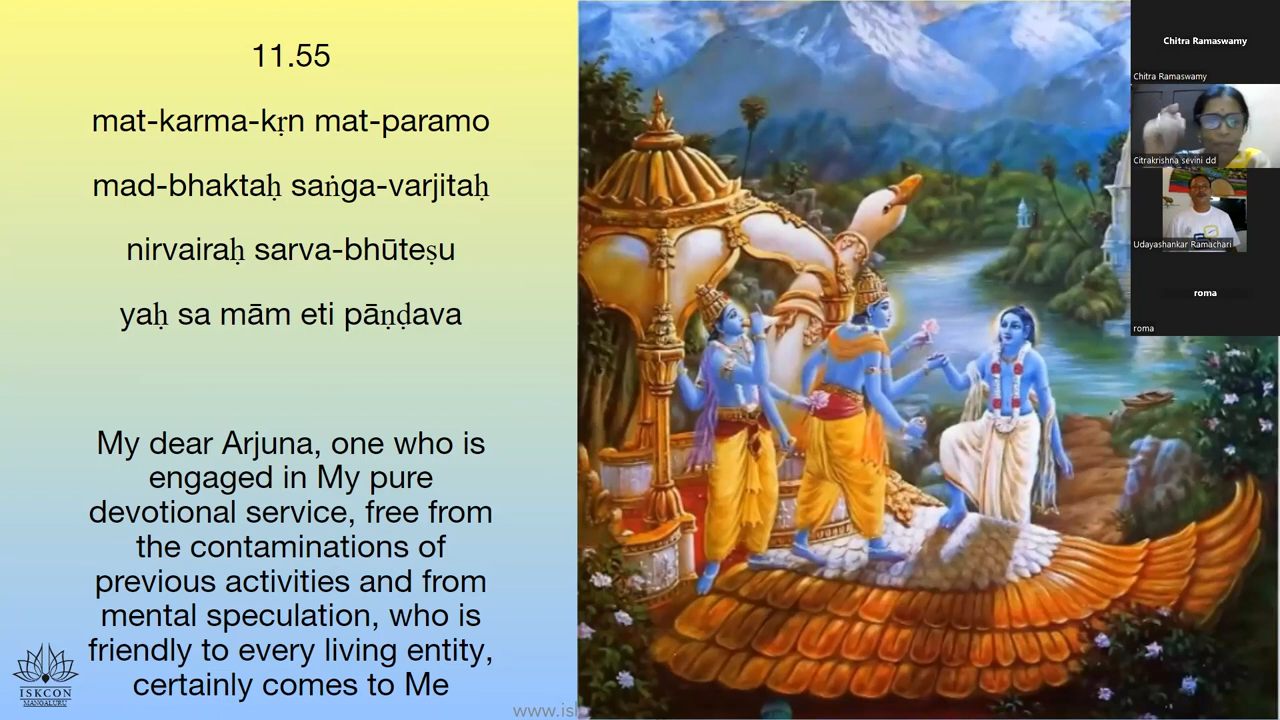 11.55
mat-karma-kṛn mat-paramo
mad-bhaktaḥ saṅga-varjitaḥ
nirvairaḥ sarva-bhūteṣu
yaḥ sa mām eti pāṇḍava
My dear Arjuna, one who is
engaged in My pure
devotional service, free from
the contaminations of
previous activities and from
mental speculation, who is
friendly to every living entity,
certainly comes to Me
ISKCON
MANGALURU
Chitra Ramaswamy
Chitra Ramaswamy
Citrakrishna sevini dd
Udayashankar Ramachari
roma
roma